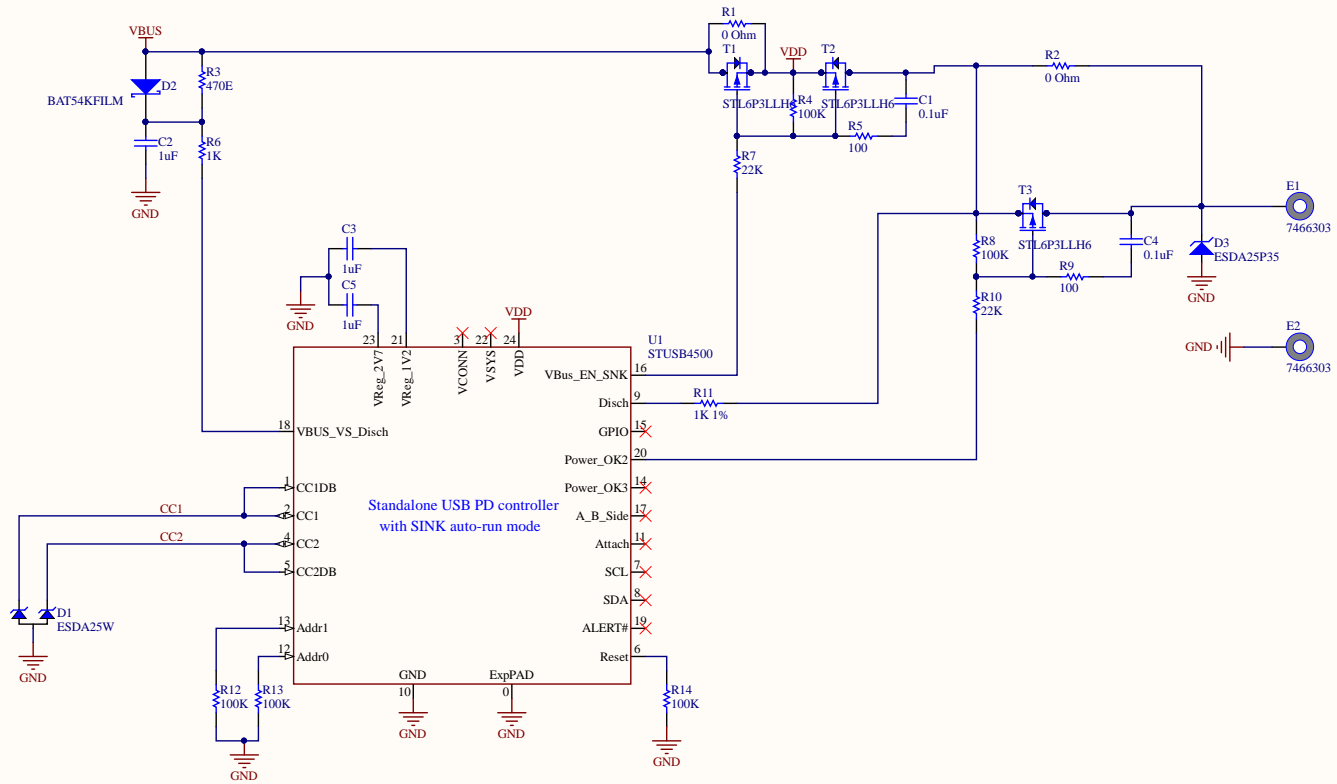 VBUS
R1
0 Ohm
T1
VDD
T2
R2
0 Ohm
R3
470E
D2
BAT54KFILM
STL6P3LLH6
R4
100K
STL6P3LLH6
C1
0.1uF
R5
100
C2
1uF
R6
1K
R7
22K
GND
T3
E1
7466303
STL6P3LLH6
C3
1uF
R8
100K
C4
0.1uF
D3
ESDA25P35
R9
100
C5
1uF
R10
22K
GND
GND
VDD
23
21
3
22
24
VReg_2V7
VReg_1V2
VCONN
VSYS
VDD
U1
STUSB4500
E2
GND
7466303
VBus_EN_SNK
16
Disch
9
R11
1K 1%
18
VBUS_VS_Disch
GPIO
15
Power_OK2
20
1
CC1DB
Power_OK3
14
Standalone USB PD controller
with SINK auto-run mode
CC1
2
CC1
A_B_Side
17
CC2
4
CC2
Attach
11
5
CC2DB
SCL
7
SDA
8
D1
ESDA25W
13
Addr1
ALERT#
19
12
Addr0
Reset
6
GND
GND
10
ExpPAD
0
R12
100K
R13
100K
R14
100K
GND
GND
GND
GND